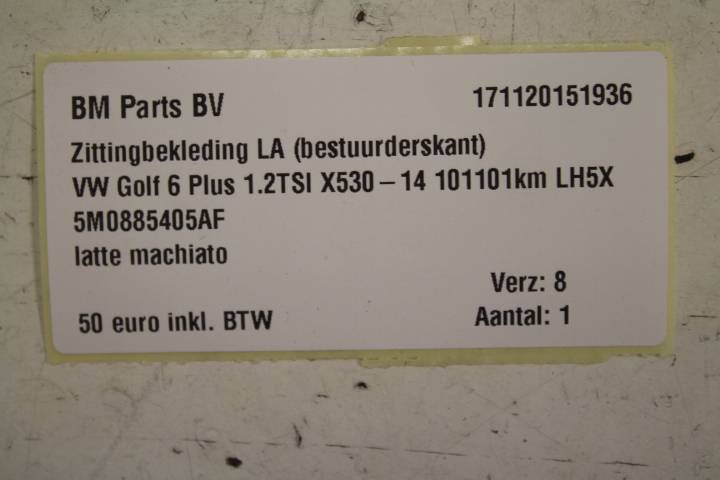 BM Parts BV 171120151936
Zittingbekleding LA (bestuurderskant)
VW Golf 6 Plus 1.2TSI X530-14 101101km LH5X
5M0885405AF
latte machiato
Verz: 8
50 euro inkl. BTW Aantal: 1